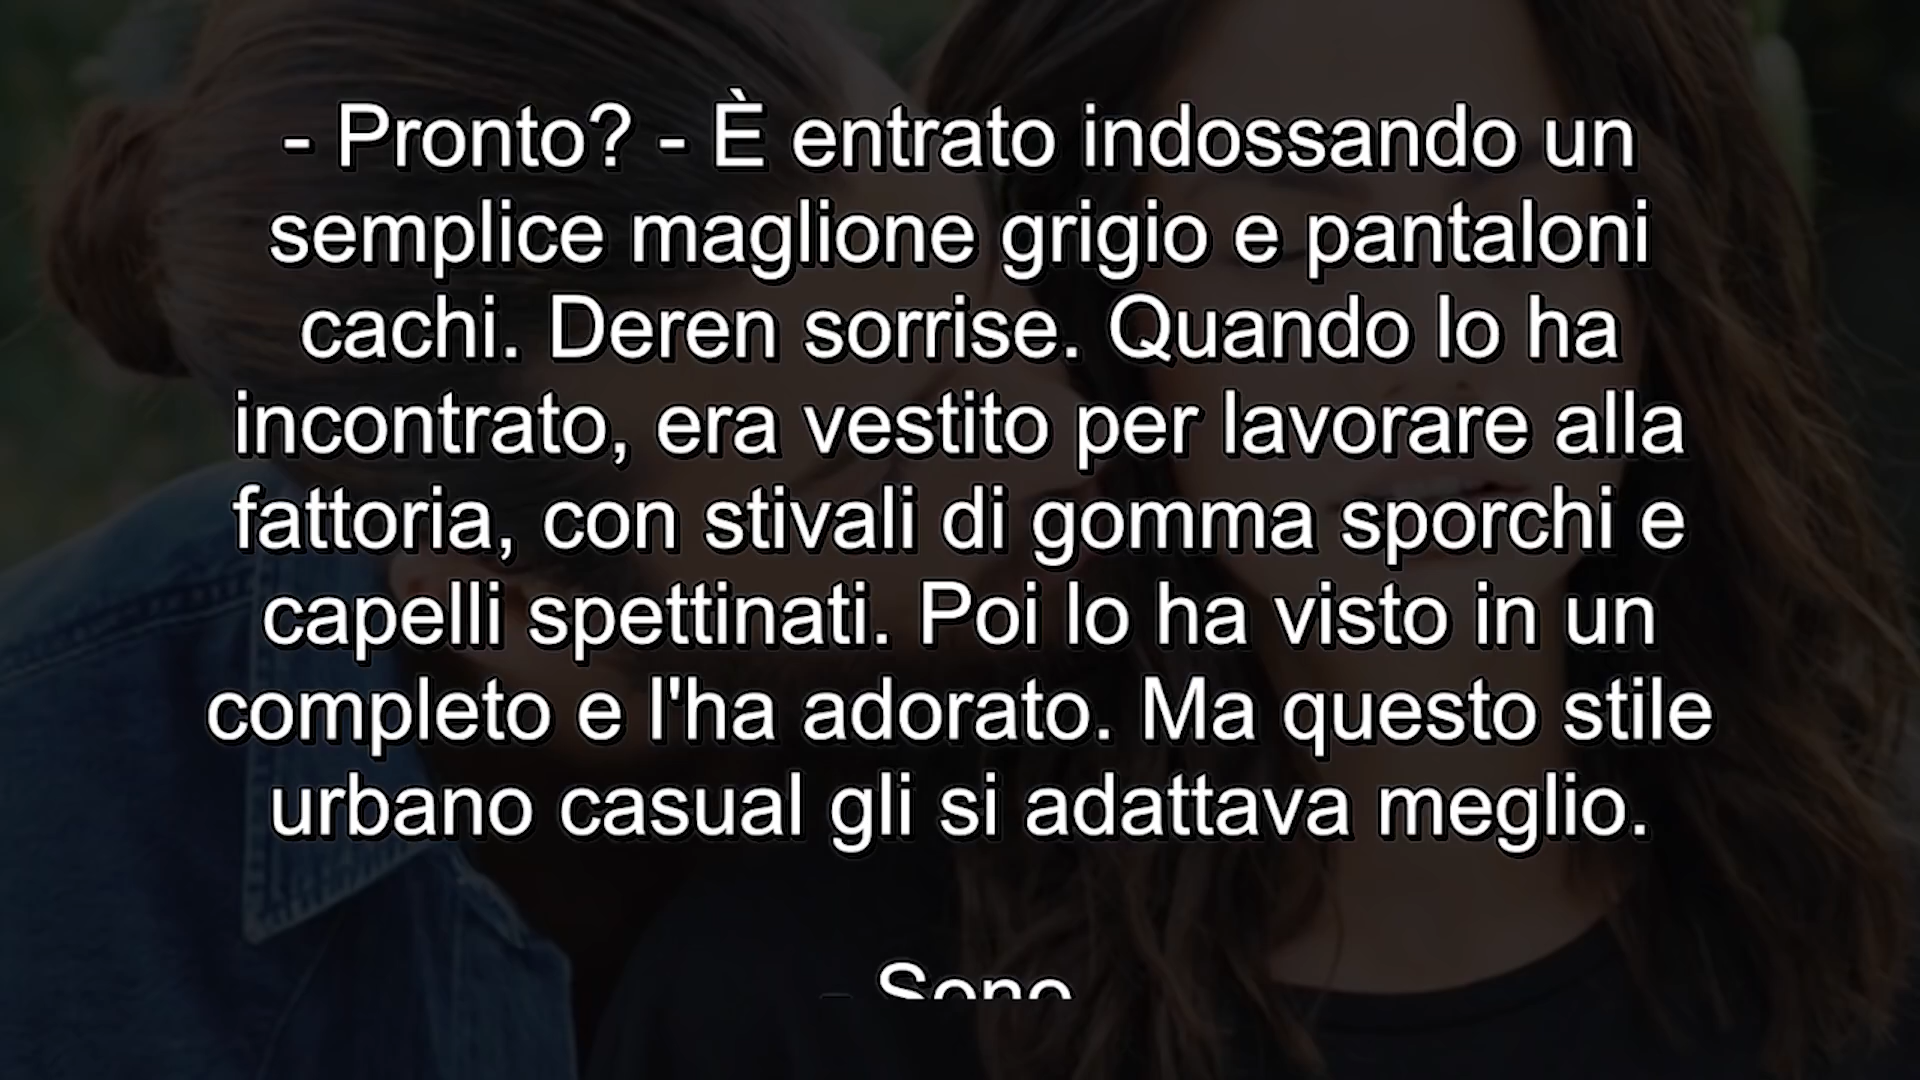 - Pronto? - È entrato indossando un
semplice maglione grigio e pantaloni
cachi. Deren sorrise. Quando lo ha
incontrato, era vestito per lavorare alla
fattoria, con stivali di gomma sporchi e
capelli spettinati. Poi lo ha visto in un
completo e l'ha adorato. Ma questo stile
urbano casual gli si adattava meglio.
- Sono